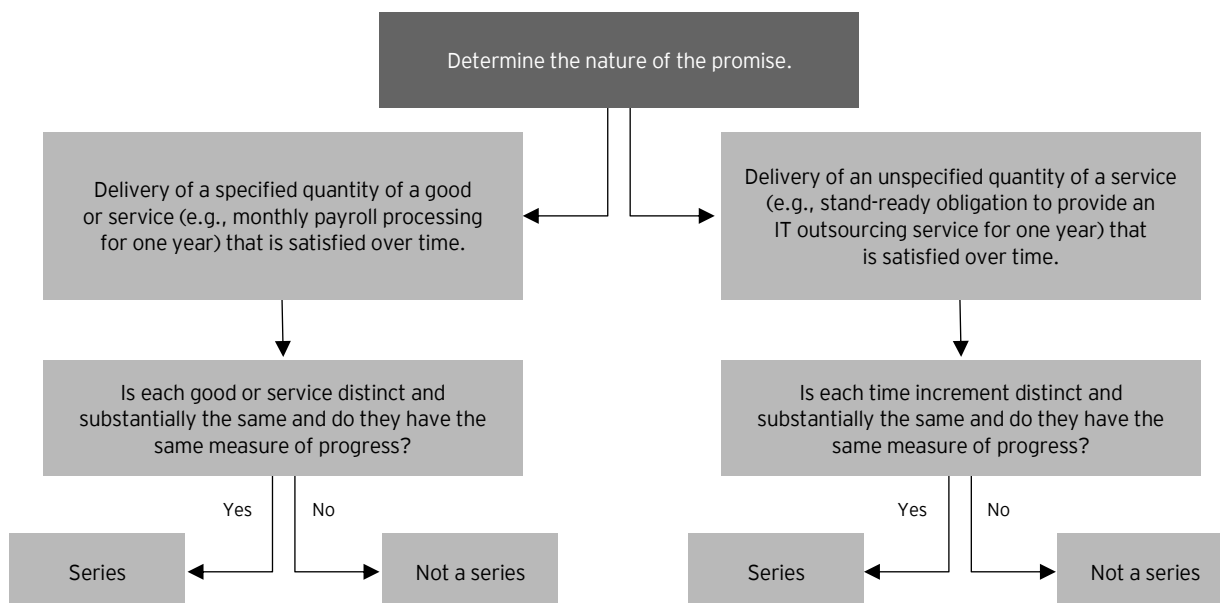 Determine the nature of the promise.
Delivery of a specified quantity of a good
or service (e.g., monthly payroll processing
for one year) that is satisfied over time.
Delivery of an unspecified quantity of a service
(e.g., stand-ready obligation to provide an
IT outsourcing service for one year) that
is satisfied over time.
Is each good or service distinct and
substantially the same and do they have the
same measure of progress?
Is each time increment distinct and
substantially the same and do they have the
same measure of progress?
Yes
No
Yes
No
Series
Not a series
Series
Not a series